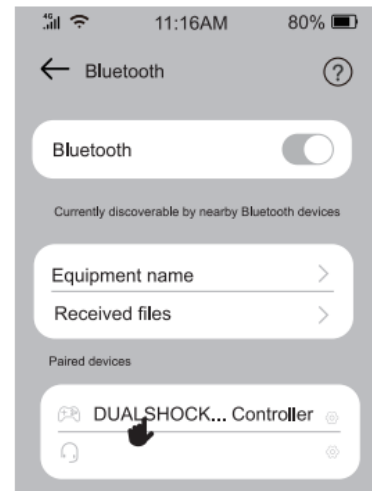 4G 11:16AM 80%
Bluetooth ?
Bluetooth
Currently discoverable by nearby Bluetooth devices
Equipment name
Received files
Paired devices
DUALSHOCK... Controller